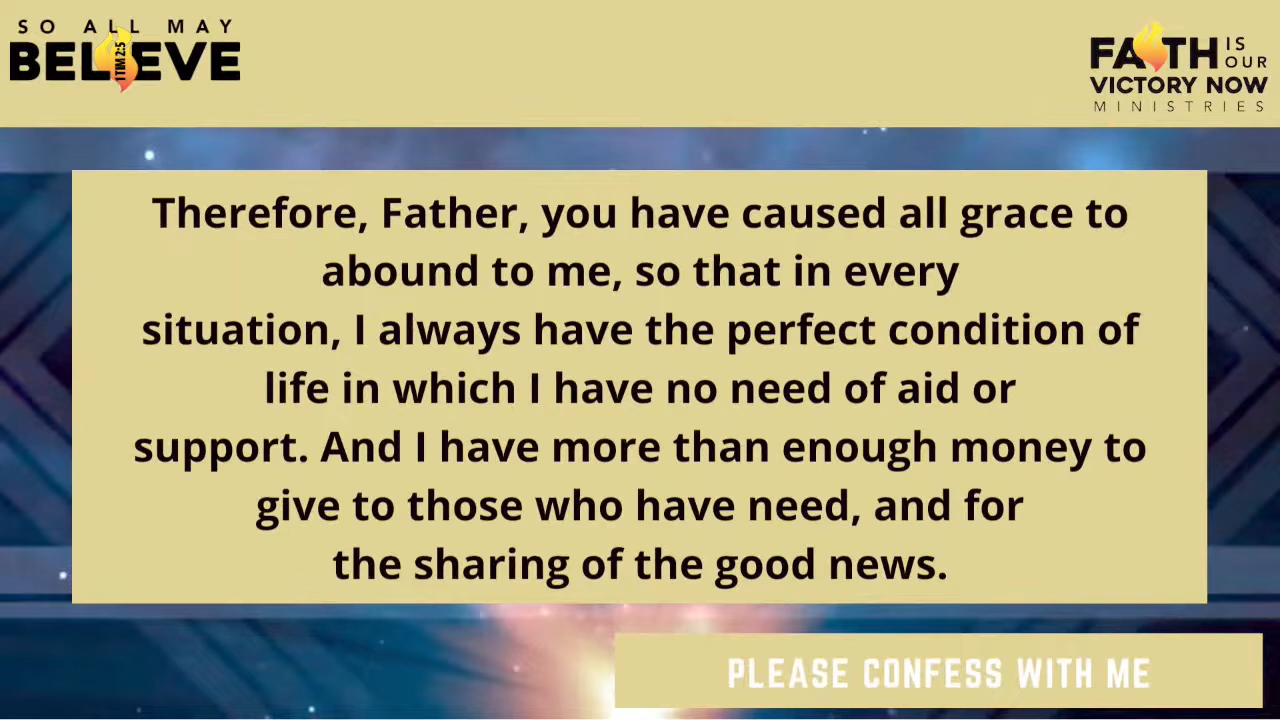 SO ALL MAY
BELIEVE
1 TIM 2:5
FAITH IS OUR
VICTORY NOW
MINISTRIES
Therefore, Father, you have caused all grace to
abound to me, so that in every
situation, I always have the perfect condition of
life in which I have no need of aid or
support. And I have more than enough money to
give to those who have need, and for
the sharing of the good news.
PLEASE CONFESS WITH ME